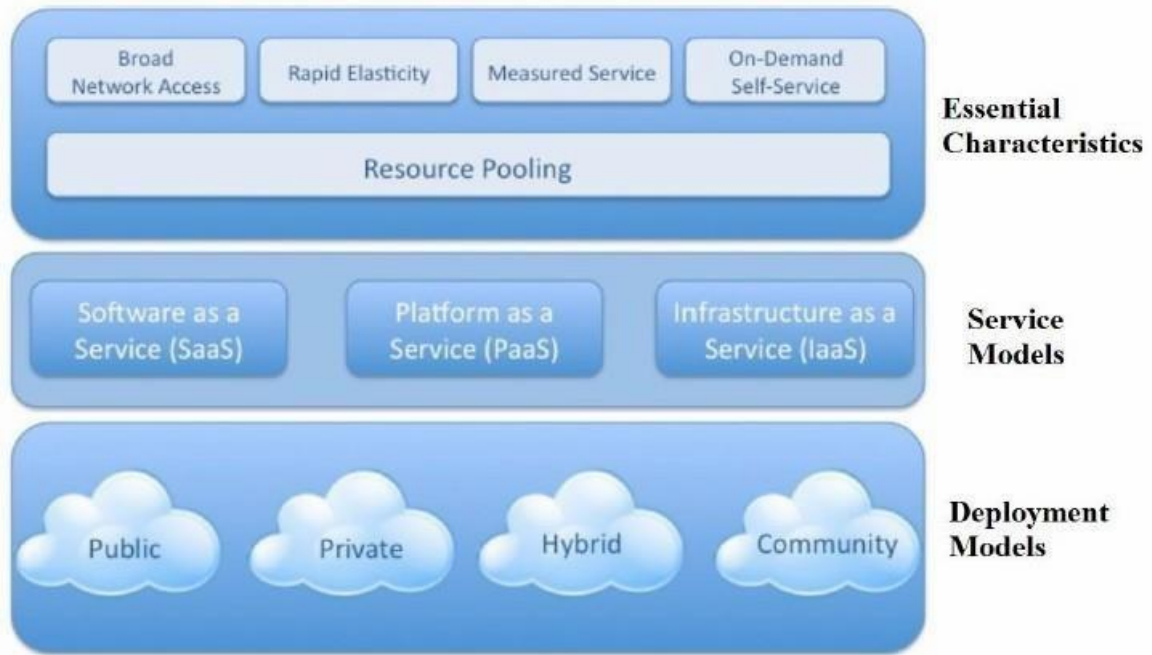 Broad
Network Access
Rapid Elasticity
Measured Service
On-Demand
Self-Service
Resource Pooling
Essential
Characteristics
Software as a
Service (SaaS)
Platform as a
Service (PaaS)
Infrastructure as a
Service (IaaS)
Service
Models
Public
Private
Hybrid
Community
Deployment
Models